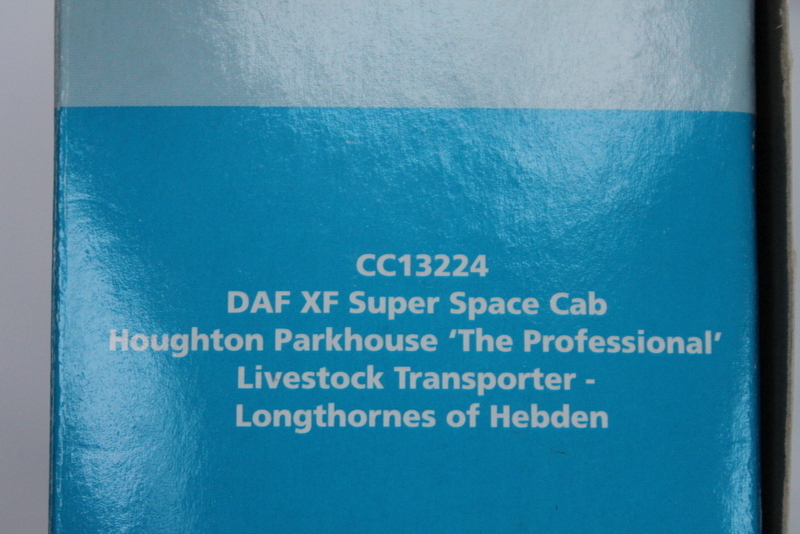 CC13224
DAF XF Super Space Cab
Houghton Parkhouse ‘The Professional’
Livestock Transporter -
Longthornes of Hebden